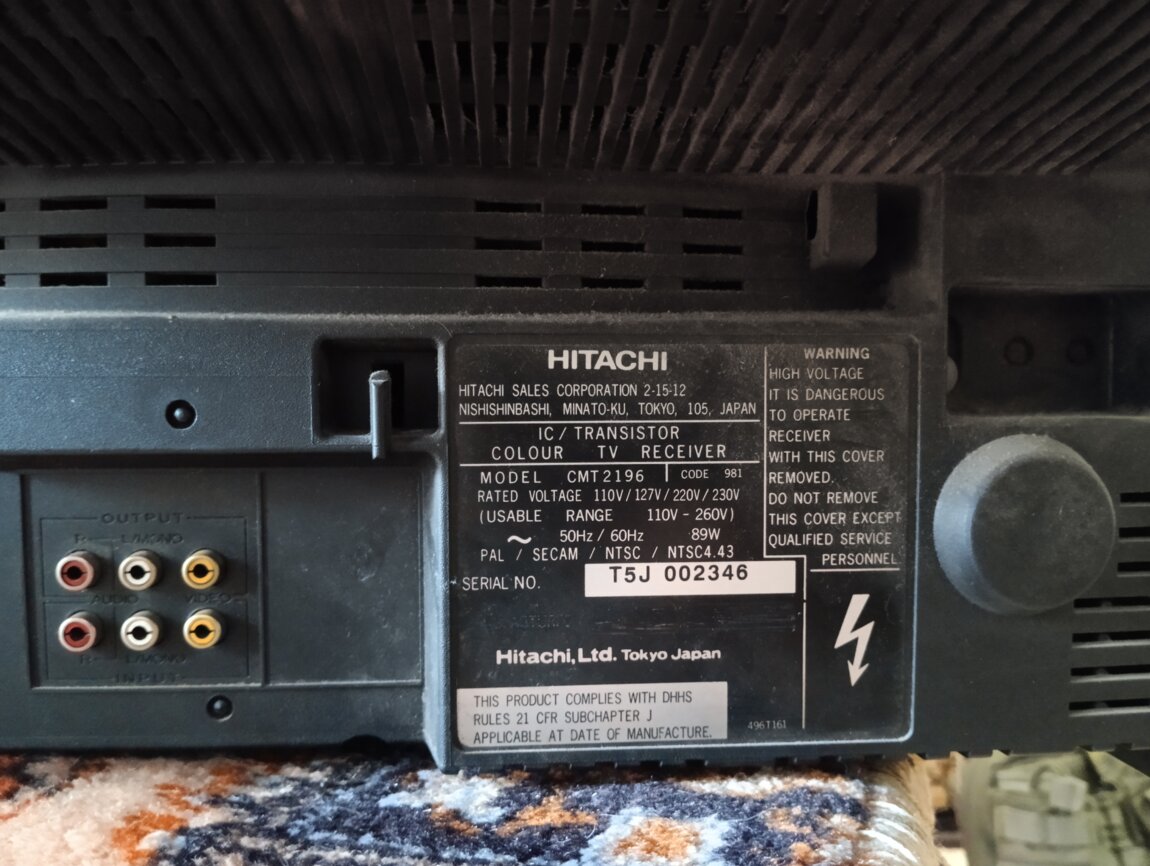 HITACHI
HITACHI SALES CORPORATION 2-15-12
NISHISHINBASHI, MINATO-KU, TOKYO, 105, JAPAN
IC / TRANSISTOR
COLOUR TV RECEIVER
MODEL CMT2196 CODE 981
RATED VOLTAGE 110V/127V/220V/230V
(USABLE RANGE 110V-260V)
~ 50Hz / 60Hz 89W
PAL / SECAM / NTSC / NTSC4.43
SERIAL NO. T5J 002346
Hitachi, Ltd. Tokyo Japan
THIS PRODUCT COMPLIES WITH DHHS
RULES 21 CFR SUBCHAPTER J
APPLICABLE AT DATE OF MANUFACTURE.
496T161
WARNING
HIGH VOLTAGE
IT IS DANGEROUS
TO OPERATE
RECEIVER
WITH THIS COVER
REMOVED.
DO NOT REMOVE
THIS COVER EXCEPT
QUALIFIED SERVICE
PERSONNEL
OUTPUT
R L/MONO
AUDIO VIDEO
R L/MONO
INPUT